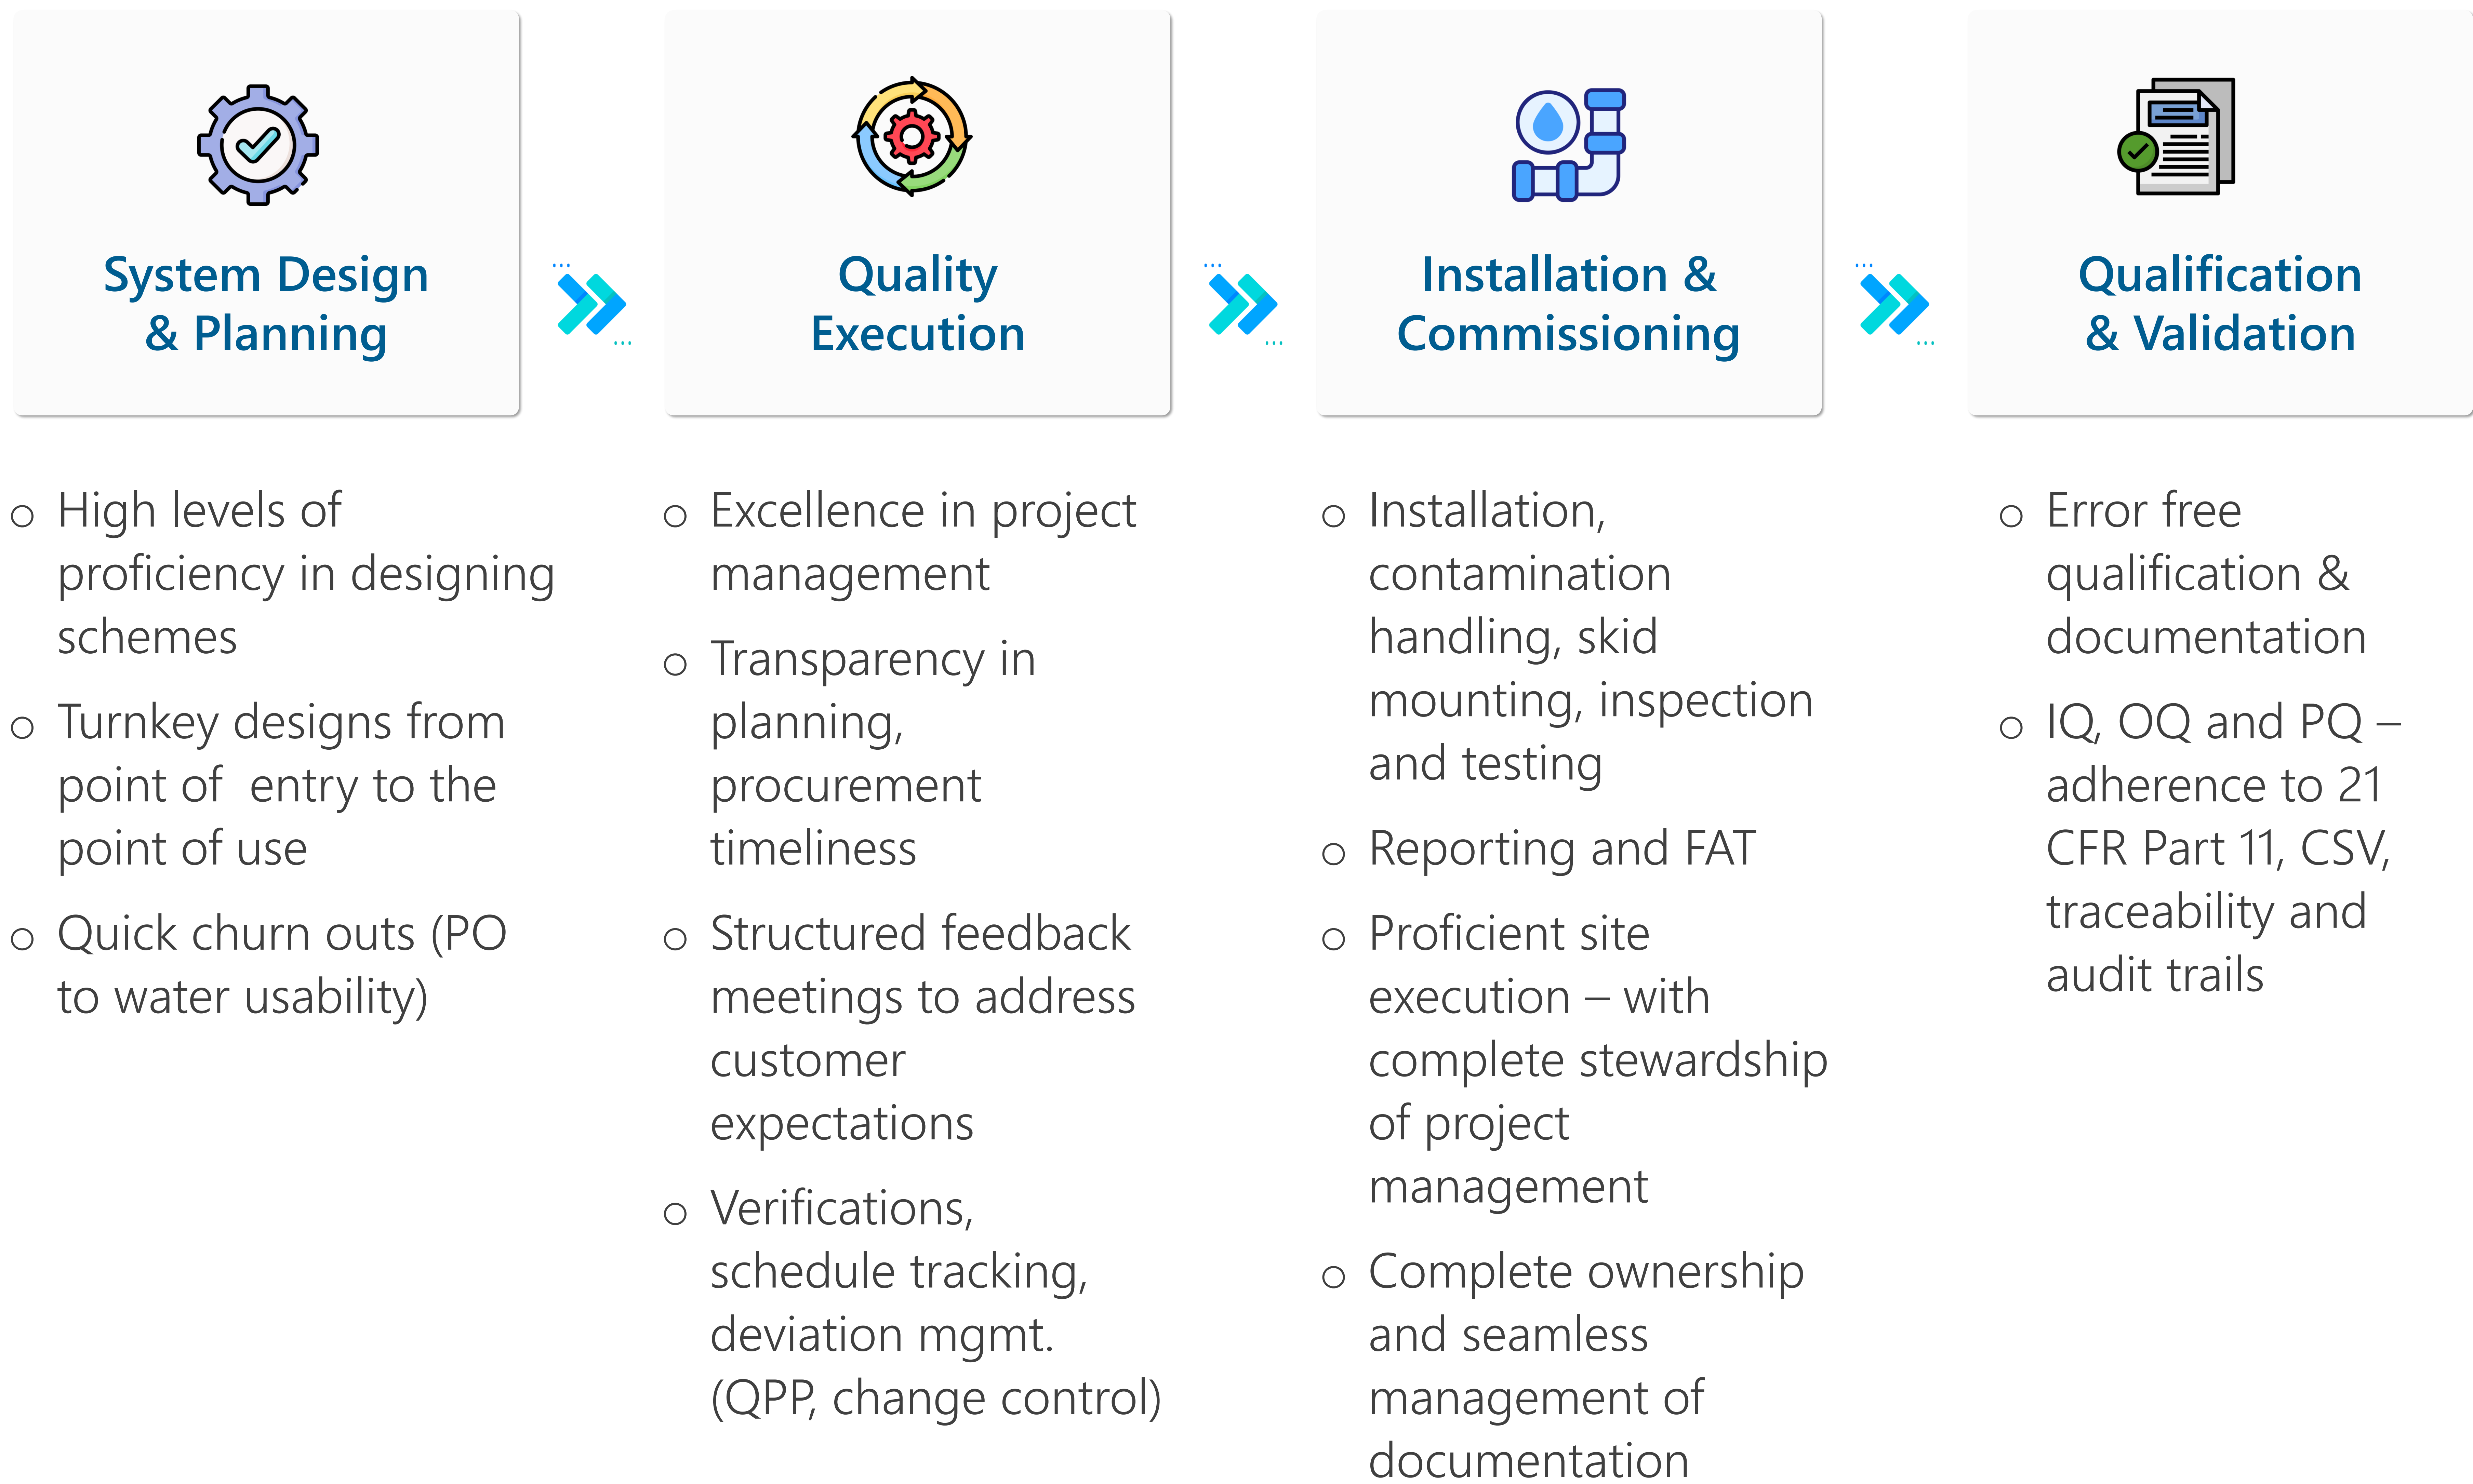 System Design
& Planning
Quality
Execution
Installation &
Commissioning
Qualification
& Validation
o High levels of
proficiency in designing
schemes
o Turnkey designs from
point of  entry to the
point of use
o Quick churn outs (PO
to water usability)
o Excellence in project
management
o Transparency in
planning,
procurement
timeliness
o Structured feedback
meetings to address
customer
expectations
o Verifications,
schedule tracking,
deviation mgmt.
(QPP, change control)
o Installation,
contamination
handling, skid
mounting, inspection
and testing
o Reporting and FAT
o Proficient site
execution – with
complete stewardship
of project
management
o Complete ownership
and seamless
management of
documentation
o Error free
qualification &
documentation
o IQ, OQ and PQ –
adherence to 21
CFR Part 11, CSV,
traceability and
audit trails